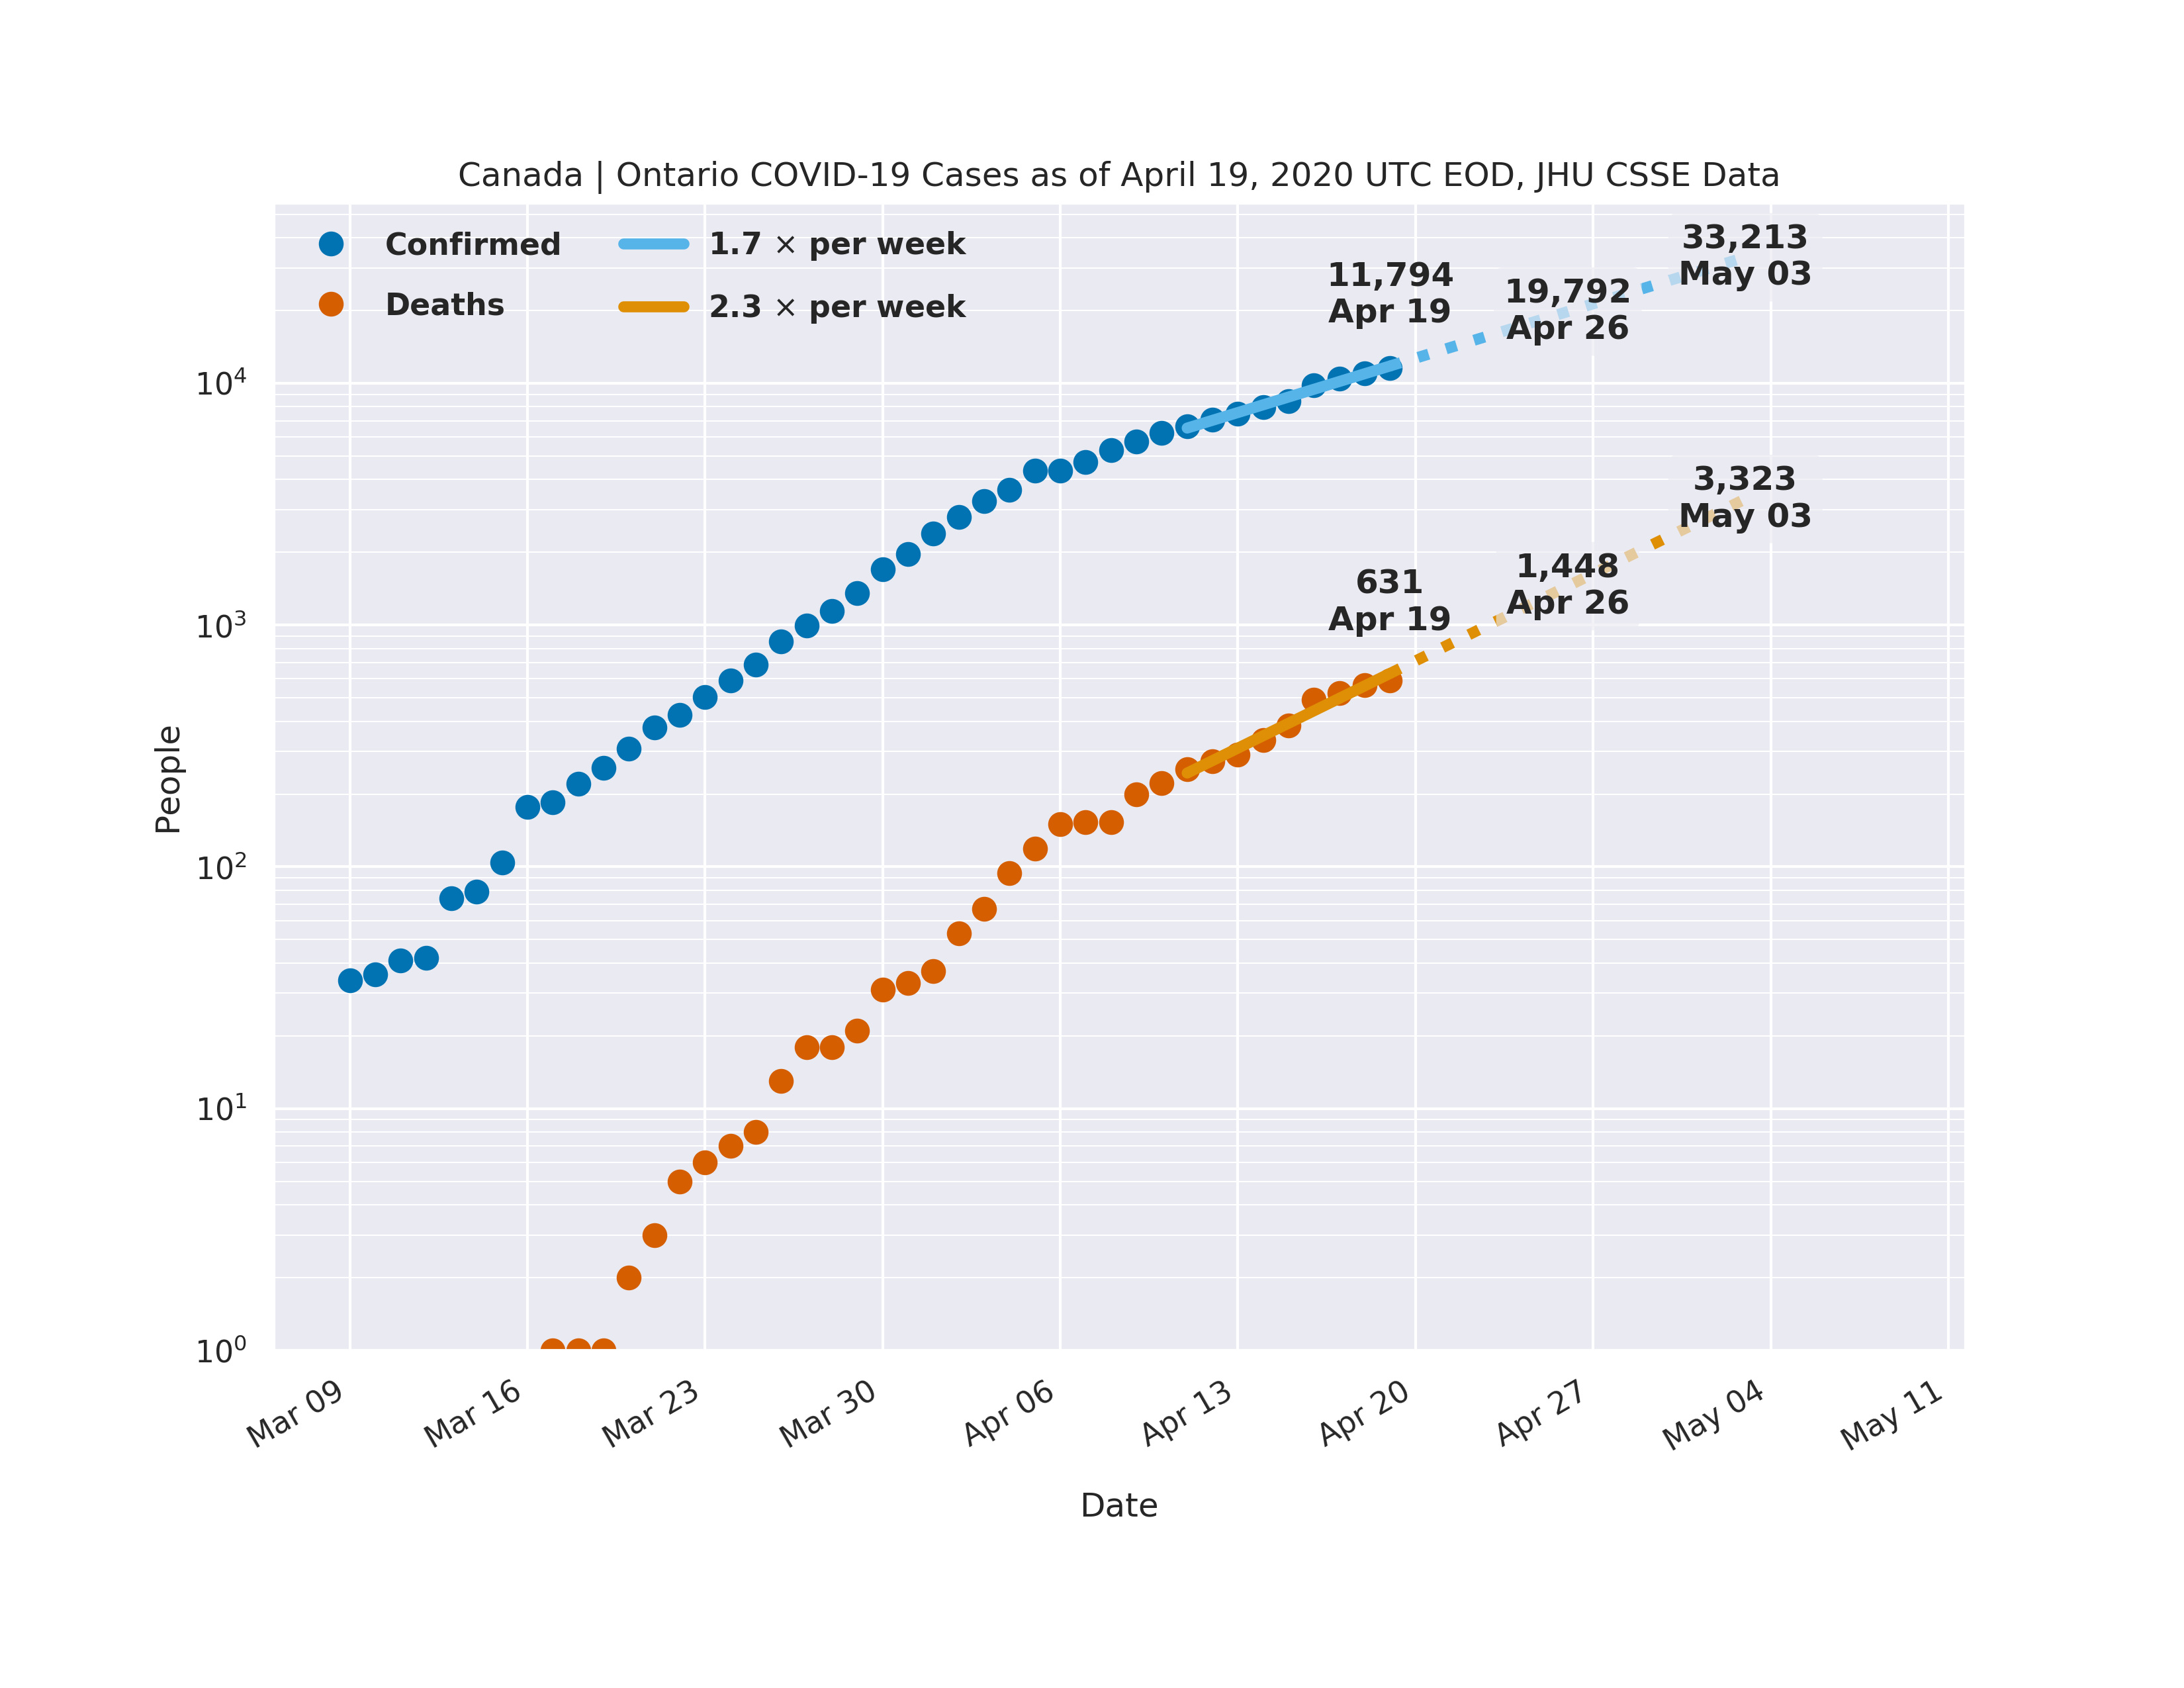 Canada | Ontario COVID-19 Cases as of April 19, 2020 UTC EOD, JHU CSSE Data
Confirmed
Deaths
1.7 × per week
2.3 × per week
11,794
Apr 19
19,792
Apr 26
33,213
May 03
631
Apr 19
1,448
Apr 26
3,323
May 03
People
10⁴
10³
10²
10¹
10⁰
Mar 09
Mar 16
Mar 23
Mar 30
Apr 06
Apr 13
Apr 20
Apr 27
May 04
May 11
Date